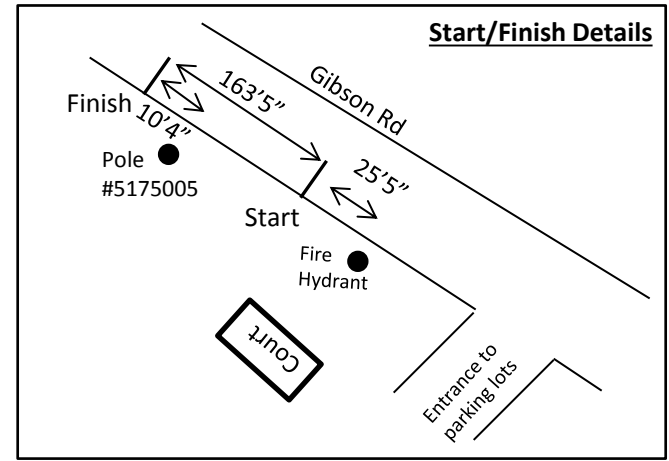 Start/Finish Details
Gibson Rd
163’5”
Finish
10’4”
Pole
#5175005
25’5”
Start
Fire
Hydrant
Court
Entrance to
parking lots